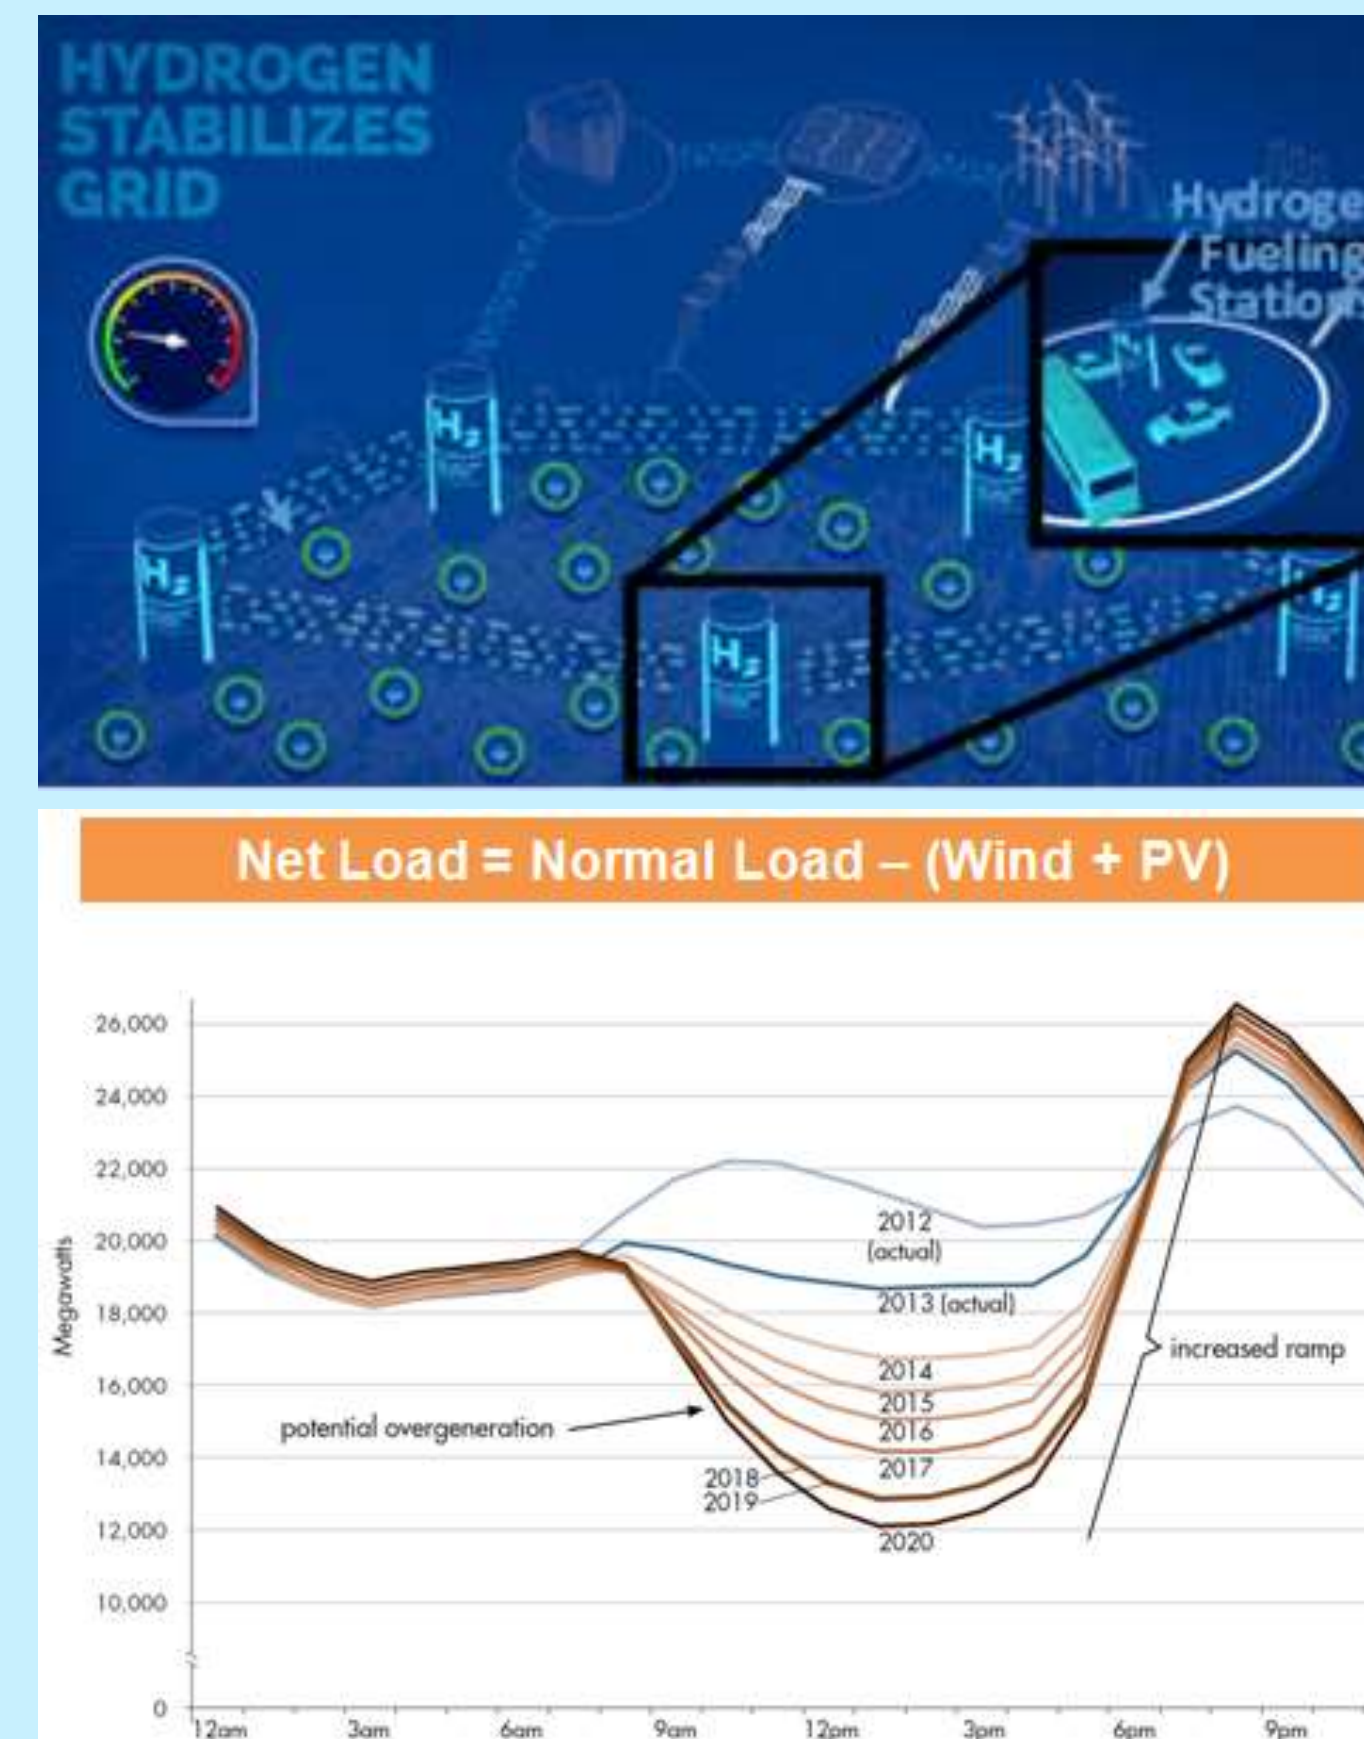 HYDROGEN
STABILIZES
GRID
Hydroge
Fueling
Stations
H₂
H₂
H₂
H₂
H₂
Net Load = Normal Load – (Wind + PV)
26,000
24,000
22,000
20,000
18,000
16,000
14,000
12,000
10,000
0
Megawatts
2012
(actual)
2013 (actual)
2014
2015
2016
2017
2018
2019
2020
potential overgeneration
increased ramp
12am 3am 6am 9am 12pm 3pm 6pm 9pm